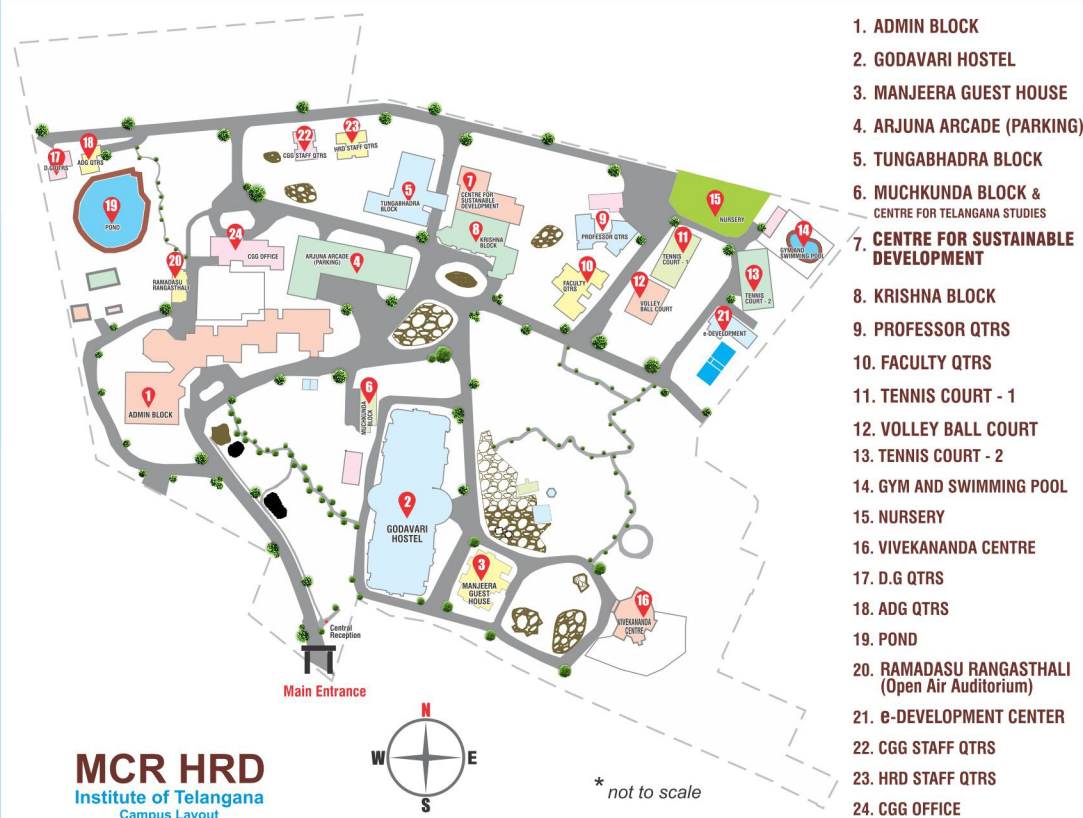 17
D.G QTRS
18
ADG QTRS
19
POND
20
RAMADASU
RANGASTHALI
22
CGG STAFF QTRS
23
HRD STAFF QTRS
24
CGG OFFICE
ARJUNA ARCADE
(PARKING)
4
5
TUNGABHADRA
BLOCK
7
CENTRE FOR
SUSTANABLE
DEVELOPMENT
8
KRISHNA
BLOCK
9
PROFESSOR QTRS
10
FACULTY
QTRS
11
TENNIS
COURT - 1
12
VOLLEY
BALL COURT
15
NURSERY
14
GYM AND
SWIMMING POOL
13
TENNIS
COURT - 2
21
e-DEVELOPMENT
1
ADMIN BLOCK
6
MUCHKUNDA
BLOCK
2
GODAVARI
HOSTEL
3
MANJEERA
GUEST
HOUSE
16
VIVEKANANDA
CENTRE
Central
Reception
Main Entrance
N
W E
S
MCR HRD
Institute of Telangana
Campus Layout
* not to scale
1. ADMIN BLOCK
2. GODAVARI HOSTEL
3. MANJEERA GUEST HOUSE
4. ARJUNA ARCADE (PARKING)
5. TUNGABHADRA BLOCK
6. MUCHKUNDA BLOCK &
CENTRE FOR TELANGANA STUDIES
7. CENTRE FOR SUSTAINABLE
DEVELOPMENT
8. KRISHNA BLOCK
9. PROFESSOR QTRS
10. FACULTY QTRS
11. TENNIS COURT - 1
12. VOLLEY BALL COURT
13. TENNIS COURT - 2
14. GYM AND SWIMMING POOL
15. NURSERY
16. VIVEKANANDA CENTRE
17. D.G QTRS
18. ADG QTRS
19. POND
20. RAMADASU RANGASTHALI
(Open Air Auditorium)
21. e-DEVELOPMENT CENTER
22. CGG STAFF QTRS
23. HRD STAFF QTRS
24. CGG OFFICE